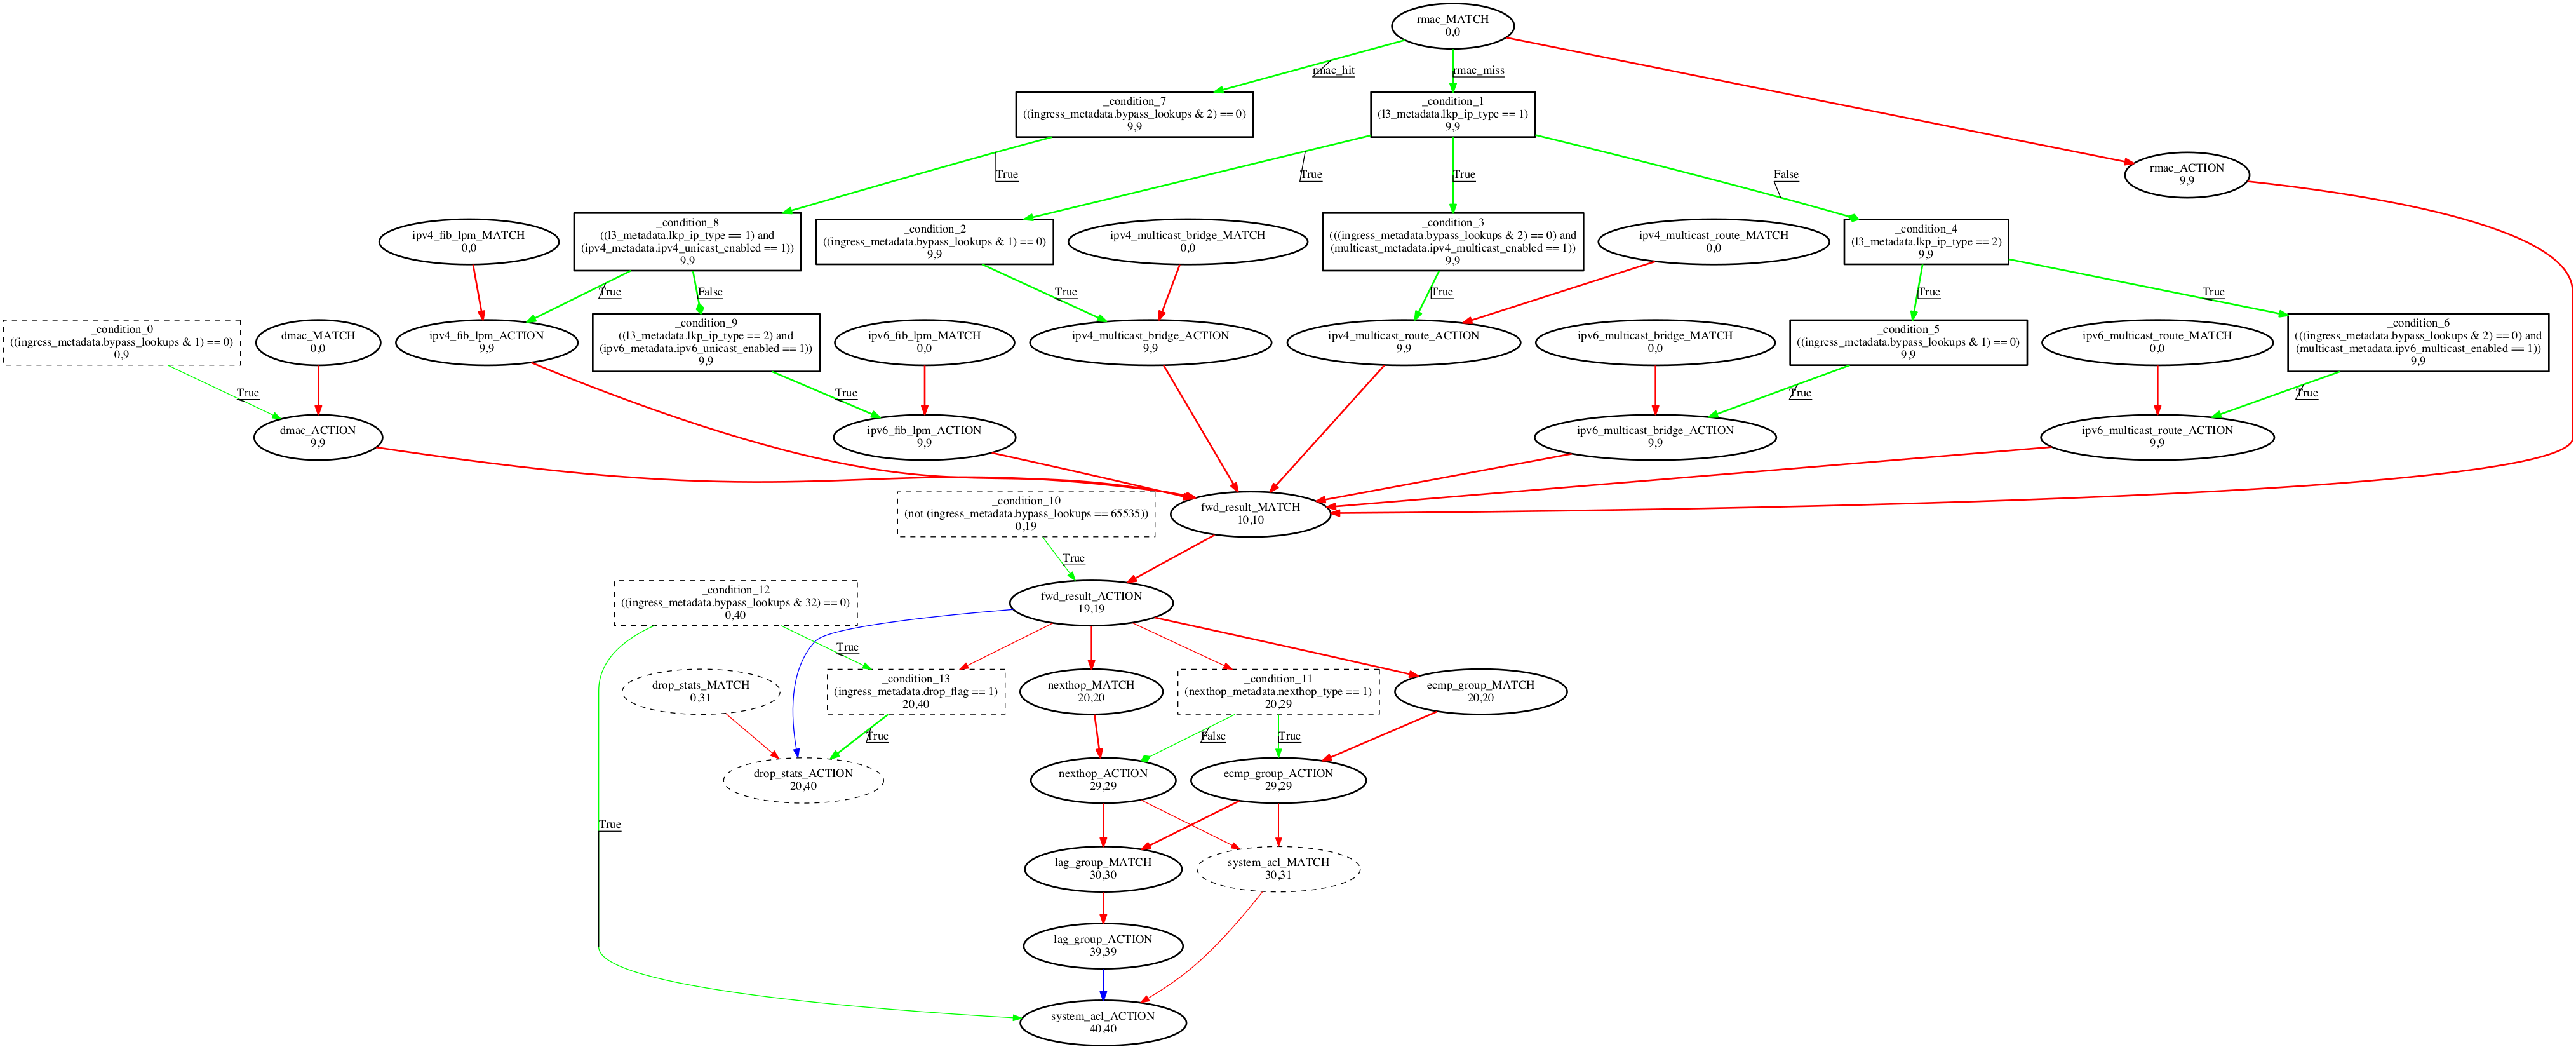 rmac_MATCH
0,0
rmac_hit
rmac_miss
_condition_7
((ingress_metadata.bypass_lookups & 2) == 0)
9,9
_condition_1
(l3_metadata.lkp_ip_type == 1)
9,9
True
True
True
False
rmac_ACTION
9,9
ipv4_fib_lpm_MATCH
0,0
_condition_8
((l3_metadata.lkp_ip_type == 1) and
(ipv4_metadata.ipv4_unicast_enabled == 1))
9,9
_condition_2
((ingress_metadata.bypass_lookups & 1) == 0)
9,9
ipv4_multicast_bridge_MATCH
0,0
_condition_3
(((ingress_metadata.bypass_lookups & 2) == 0) and
(multicast_metadata.ipv4_multicast_enabled == 1))
9,9
ipv4_multicast_route_MATCH
0,0
_condition_4
(l3_metadata.lkp_ip_type == 2)
9,9
True
False
True
True
True
True
_condition_0
((ingress_metadata.bypass_lookups & 1) == 0)
0,9
dmac_MATCH
0,0
ipv4_fib_lpm_ACTION
9,9
_condition_9
((l3_metadata.lkp_ip_type == 2) and
(ipv6_metadata.ipv6_unicast_enabled == 1))
9,9
ipv6_fib_lpm_MATCH
0,0
ipv4_multicast_bridge_ACTION
9,9
ipv4_multicast_route_ACTION
9,9
ipv6_multicast_bridge_MATCH
0,0
_condition_5
((ingress_metadata.bypass_lookups & 1) == 0)
9,9
ipv6_multicast_route_MATCH
0,0
_condition_6
(((ingress_metadata.bypass_lookups & 2) == 0) and
(multicast_metadata.ipv6_multicast_enabled == 1))
9,9
True
True
True
True
dmac_ACTION
9,9
ipv6_fib_lpm_ACTION
9,9
ipv6_multicast_bridge_ACTION
9,9
ipv6_multicast_route_ACTION
9,9
_condition_10
(not (ingress_metadata.bypass_lookups == 65535))
0,19
fwd_result_MATCH
10,10
True
_condition_12
((ingress_metadata.bypass_lookups & 32) == 0)
0,40
fwd_result_ACTION
19,19
True
drop_stats_MATCH
0,31
_condition_13
(ingress_metadata.drop_flag == 1)
20,40
nexthop_MATCH
20,20
_condition_11
(nexthop_metadata.nexthop_type == 1)
20,29
ecmp_group_MATCH
20,20
True
False
True
drop_stats_ACTION
20,40
nexthop_ACTION
29,29
ecmp_group_ACTION
29,29
True
lag_group_MATCH
30,30
system_acl_MATCH
30,31
lag_group_ACTION
39,39
system_acl_ACTION
40,40